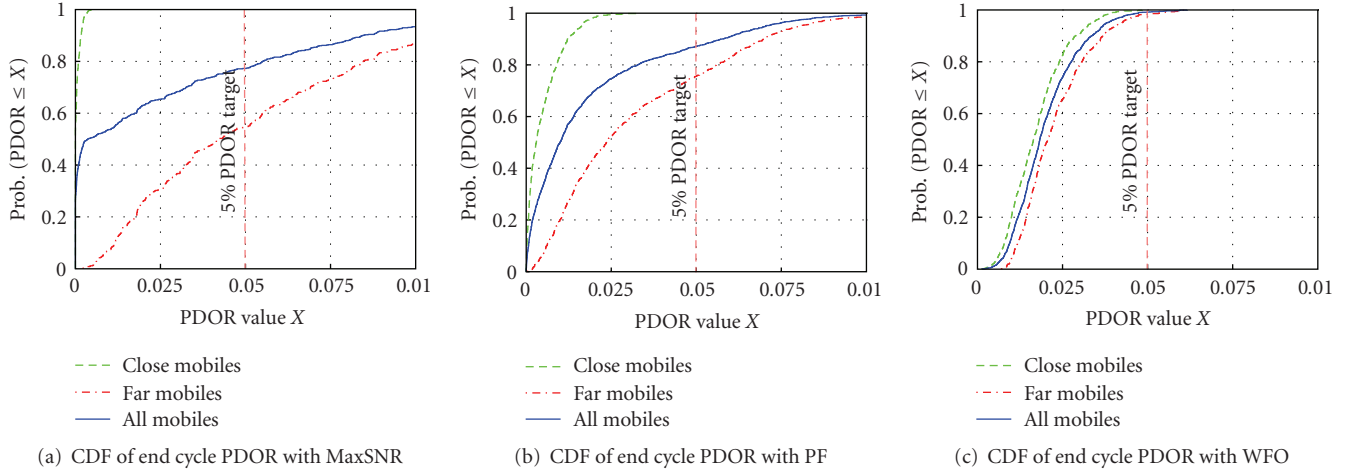 Prob. (PDOR ≤ X)
1
0.8
0.6
0.4
0.2
0
5% PDOR target
0 0.025 0.05 0.075 0.01
PDOR value X
Close mobiles
Far mobiles
All mobiles
(a) CDF of end cycle PDOR with MaxSNR
Prob. (PDOR ≤ X)
1
0.8
0.6
0.4
0.2
0
5% PDOR target
0 0.025 0.05 0.075 0.01
PDOR value X
Close mobiles
Far mobiles
All mobiles
(b) CDF of end cycle PDOR with PF
Prob. (PDOR ≤ X)
1
0.8
0.6
0.4
0.2
0
5% PDOR target
0 0.025 0.05 0.075 0.01
PDOR value X
Close mobiles
Far mobiles
All mobiles
(c) CDF of end cycle PDOR with WFO